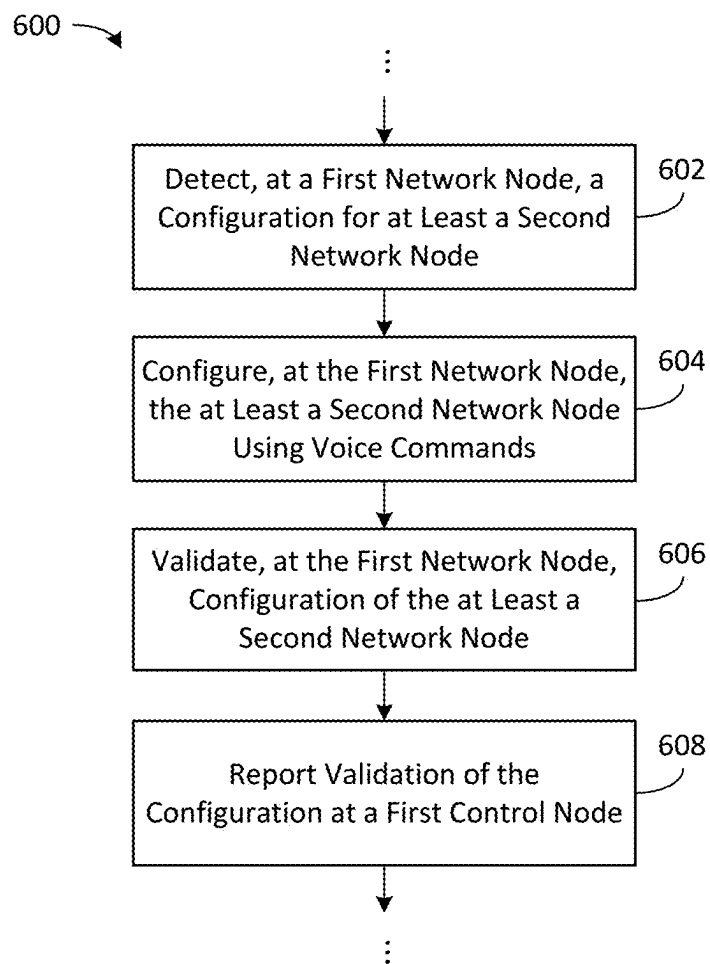 600
⋮
Detect, at a First Network Node, a
Configuration for at Least a Second
Network Node
602
Configure, at the First Network Node,
the at Least a Second Network Node
Using Voice Commands
604
Validate, at the First Network Node,
Configuration of the at Least a
Second Network Node
606
Report Validation of the
Configuration at a First Control Node
608
⋮